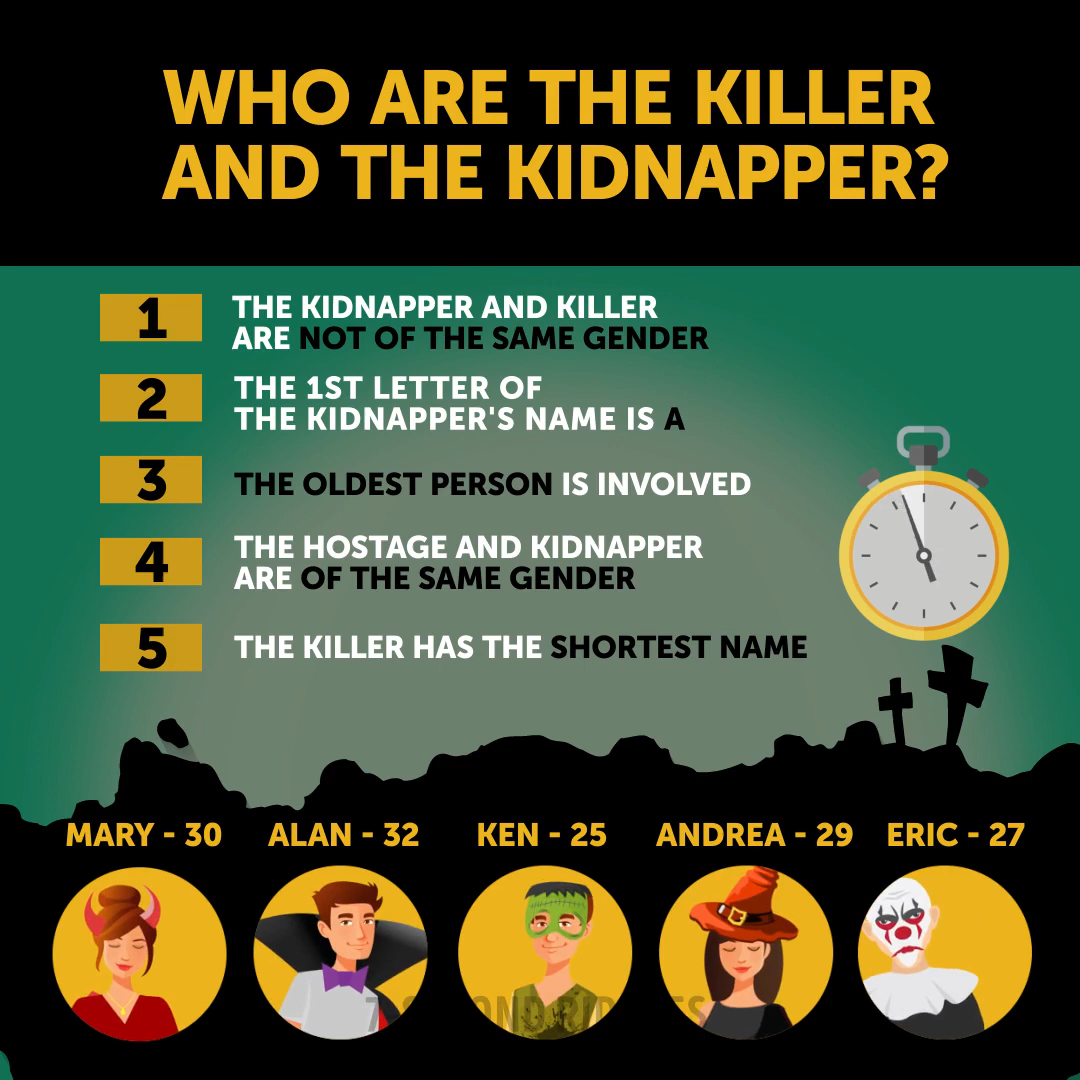 WHO ARE THE KILLER
AND THE KIDNAPPER?
1
THE KIDNAPPER AND KILLER
ARE NOT OF THE SAME GENDER
2
THE 1ST LETTER OF
THE KIDNAPPER'S NAME IS A
3
THE OLDEST PERSON IS INVOLVED
4
THE HOSTAGE AND KIDNAPPER
ARE OF THE SAME GENDER
5
THE KILLER HAS THE SHORTEST NAME
MARY - 30
ALAN - 32
KEN - 25
ANDREA - 29
ERIC - 27